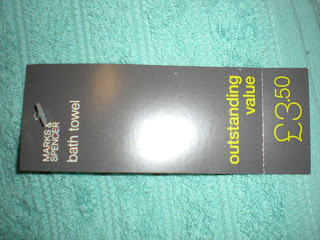 MARKS &
SPENCER
bath towel
outstanding
value
£3.50